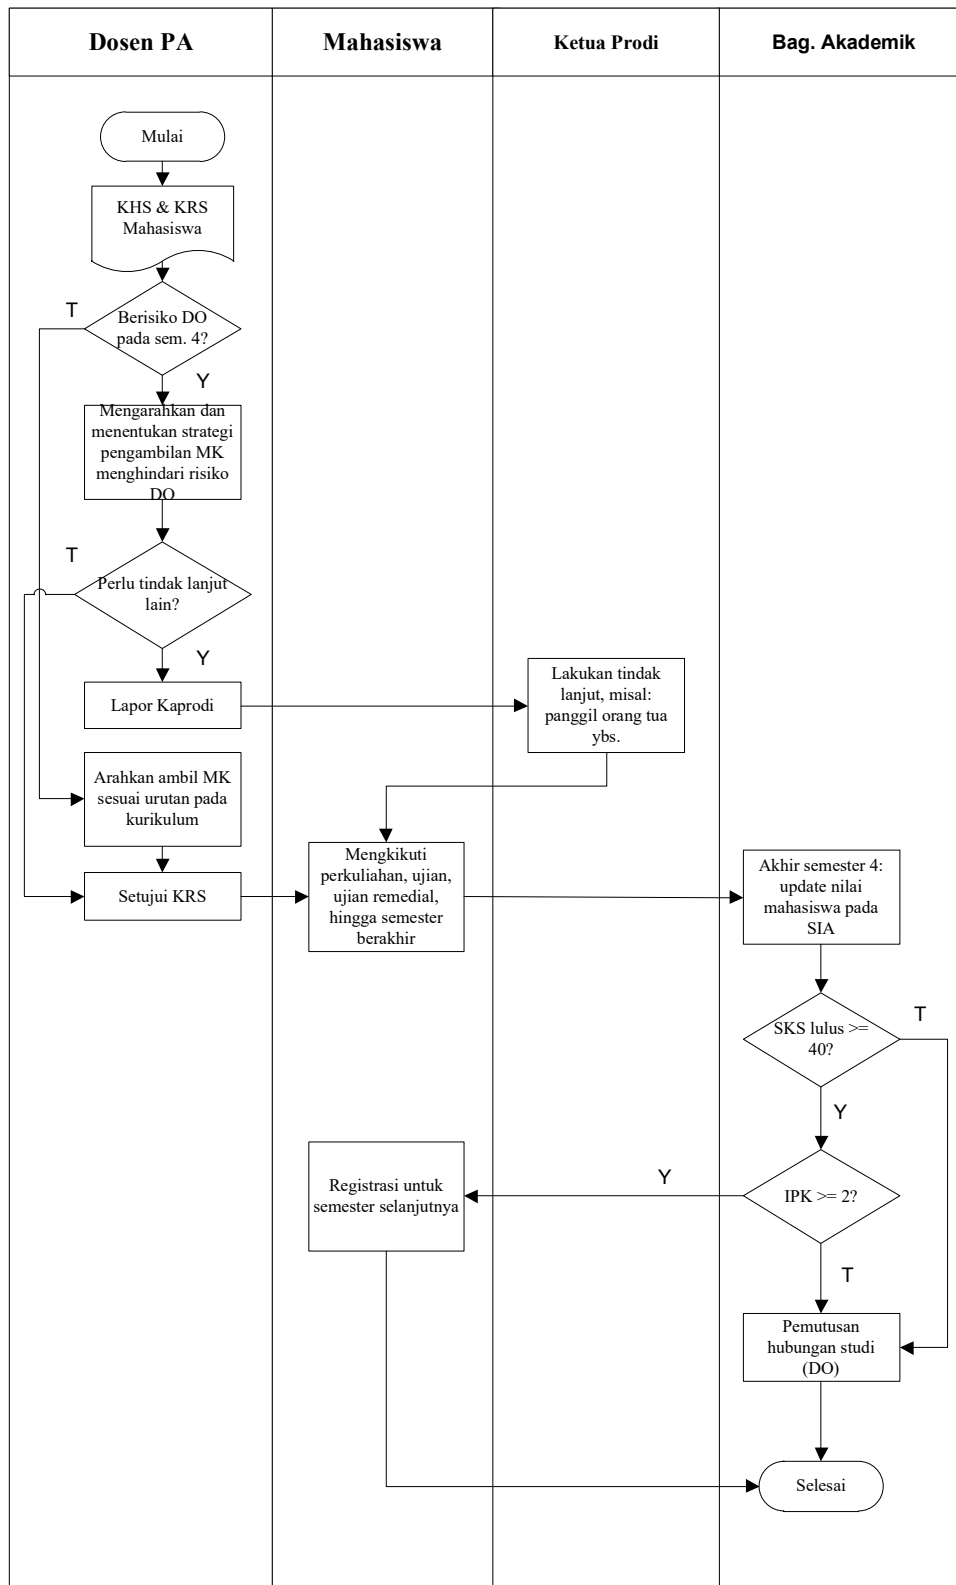 Dosen PA
Mahasiswa
Ketua Prodi
Bag. Akademik
Mulai
KHS & KRS
Mahasiswa
T
Berisiko DO
pada sem. 4?
Y
Mengarahkan dan
menentukan strategi
pengambilan MK
menghindari risiko
DO
T
Perlu tindak lanjut
lain?
Y
Lapor Kaprodi
Lakukan tindak
lanjut, misal:
panggil orang tua
ybs.
Arahkan ambil MK
sesuai urutan pada
kurikulum
Setujui KRS
Mengkikuti
perkuliahan, ujian,
ujian remedial,
hingga semester
berakhir
Akhir semester 4:
update nilai
mahasiswa pada
SIA
SKS lulus >=
40?
T
Y
IPK >= 2?
Y
Registrasi untuk
semester selanjutnya
T
Pemutusan
hubungan studi
(DO)
Selesai